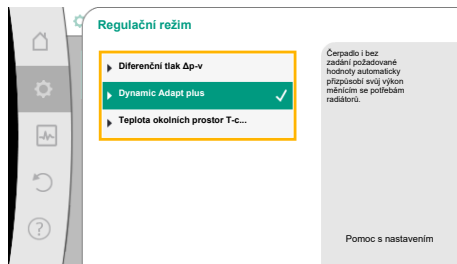 Regulační režim
Diferenční tlak Δp-v
Dynamic Adapt plus
Teplota okolních prostor T-c...
Čerpadlo i bez
zadání požadované
hodnoty automaticky
přizpůsobí svůj výkon
měnícím se potřebám
radiátorů.
Pomoc s nastavením